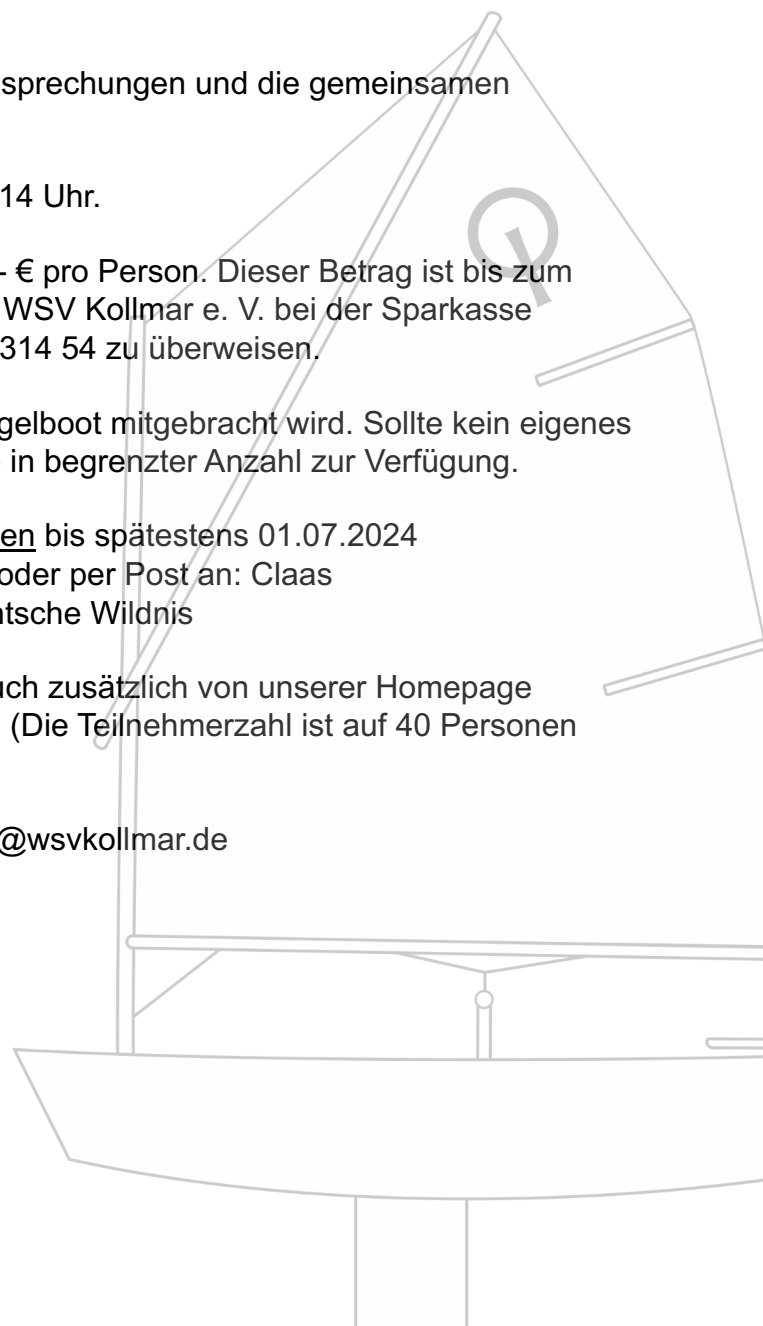 sprechungen und die gemeinsamen
14 Uhr.
- € pro Person. Dieser Betrag ist bis zum
WSV Kollmar e. V. bei der Sparkasse
314 54 zu überweisen.
gelboot mitgebracht wird. Sollte kein eigenes
in begrenzter Anzahl zur Verfügung.
en bis spätestens 01.07.2024
oder per Post an: Claas
tsche Wildnis
uch zusätzlich von unserer Homepage
(Die Teilnehmerzahl ist auf 40 Personen
@wsvkollmar.de